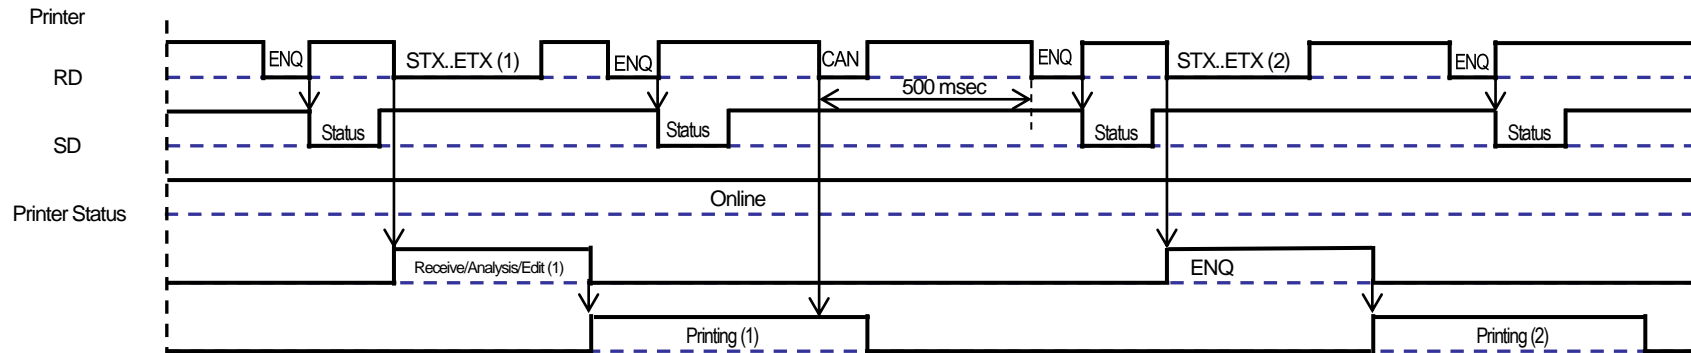 Printer
RD
ENQ
STX..ETX (1)
ENQ
CAN
ENQ
STX..ETX (2)
ENQ
500 msec
SD
Status
Status
Status
Status
Printer Status
Online
Receive/Analysis/Edit (1)
ENQ
Printing (1)
Printing (2)